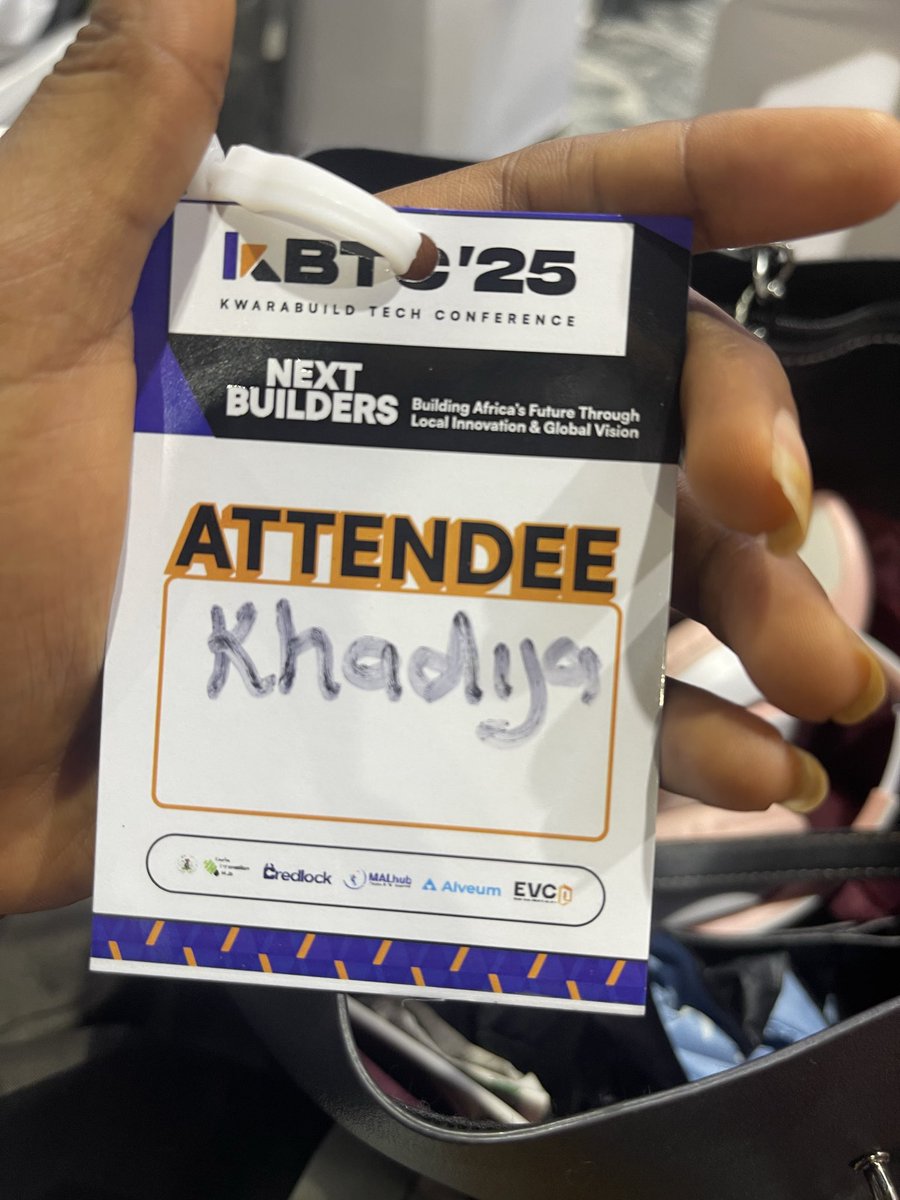 KBTC'25
KWARABUILD TECH CONFERENCE
NEXT
BUILDERS
Building Africa's Future Through
Local Innovation & Global Vision
ATTENDEE
Khadija
Credlock
MALhub
Alveum
EVC